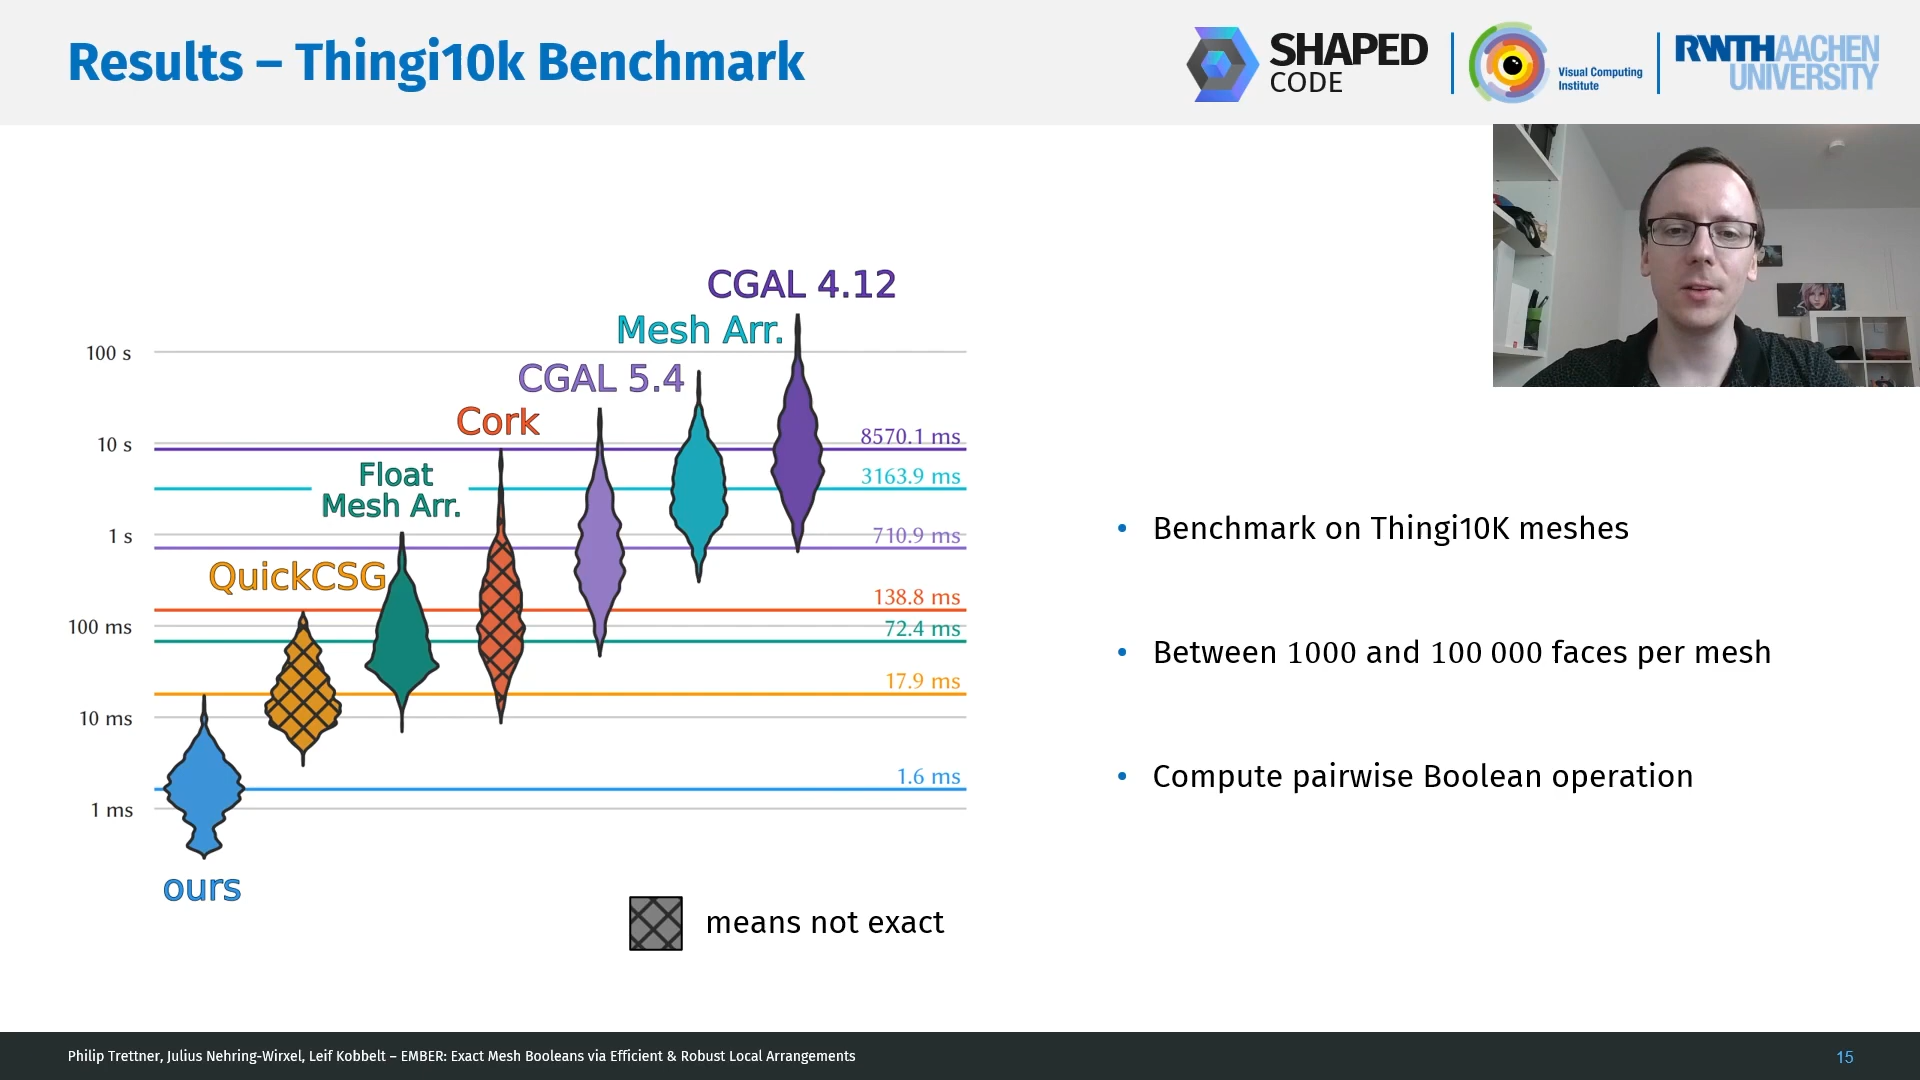 Results – Thingi10k Benchmark
SHAPED
CODE
Visual Computing
Institute
RWTHAACHEN
UNIVERSITY
CGAL 4.12
Mesh Arr.
100 s
CGAL 5.4
Cork
10 s
8570.1 ms
Float
Mesh Arr.
3163.9 ms
1 s
710.9 ms
QuickCSG
138.8 ms
100 ms
72.4 ms
17.9 ms
10 ms
1.6 ms
1 ms
ours
means not exact
• Benchmark on Thingi10K meshes
• Between 1000 and 100 000 faces per mesh
• Compute pairwise Boolean operation
Philip Trettner, Julius Nehring-Wirxel, Leif Kobbelt – EMBER: Exact Mesh Booleans via Efficient & Robust Local Arrangements
15